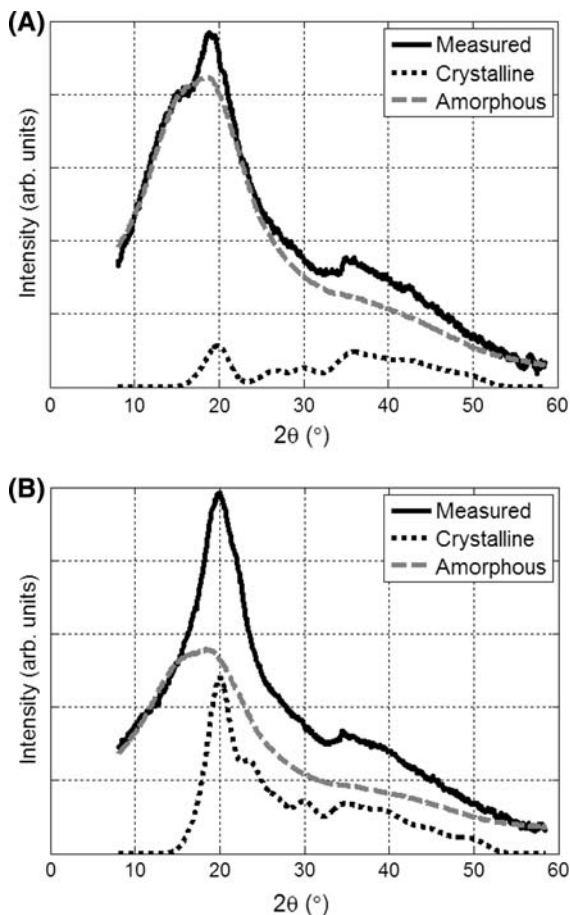 (A)
Measured
Crystalline
Amorphous
Intensity (arb. units)
0 10 20 30 40 50 60
2θ (°)
(B)
Measured
Crystalline
Amorphous
Intensity (arb. units)
0 10 20 30 40 50 60
2θ (°)